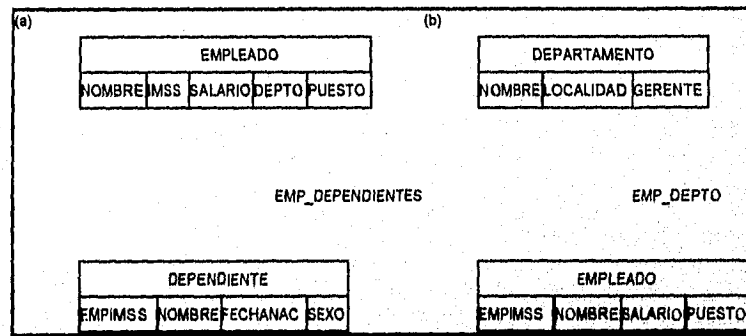 (a)
EMPLEADO
NOMBRE IMSS SALARIO DEPTO PUESTO
EMP_DEPENDIENTES
DEPENDIENTE
EMPIMSS NOMBRE FECHANAC SEXO
(b)
DEPARTAMENTO
NOMBRE LOCALIDAD GERENTE
EMP_DEPTO
EMPLEADO
EMPIMSS NOMBRE SALARIO PUESTO